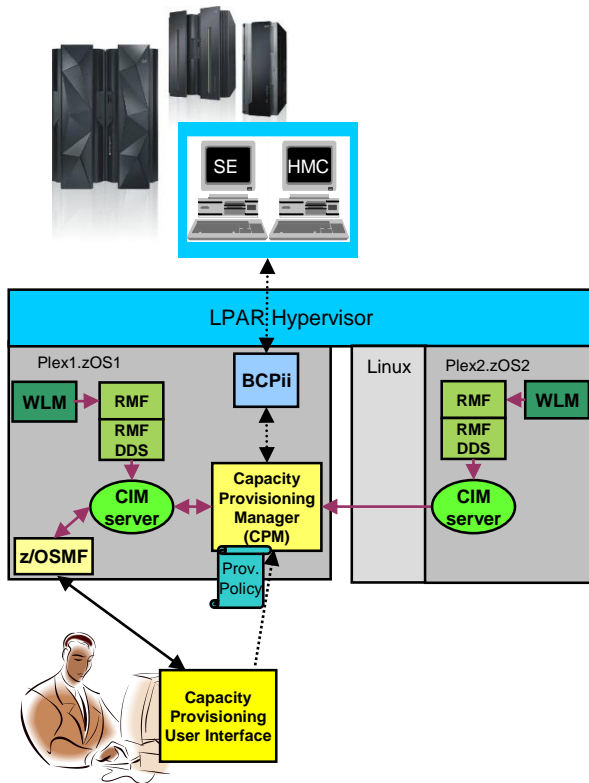 SE
HMC
LPAR Hypervisor
Plex1.zOS1
WLM
RMF
RMF
DDS
CIM
server
z/OSMF
BCPii
Capacity
Provisioning
Manager
(CPM)
Prov.
Policy
Linux
Plex2.zOS2
RMF
WLM
RMF
DDS
CIM
server
Capacity
Provisioning
User Interface